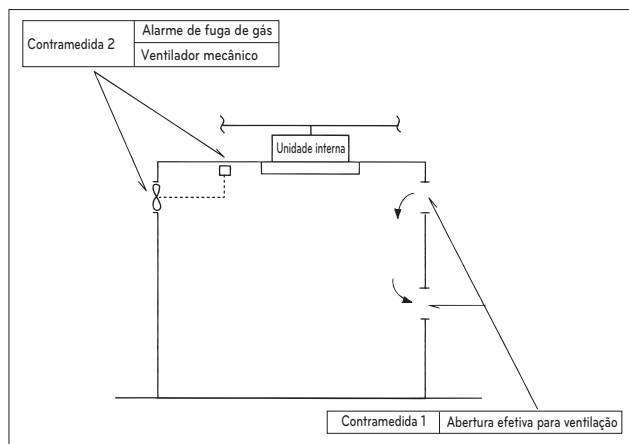 Contramedida 2
Alarme de fuga de gás
Ventilador mecânico
Unidade interna
Contramedida 1
Abertura efetiva para ventilação